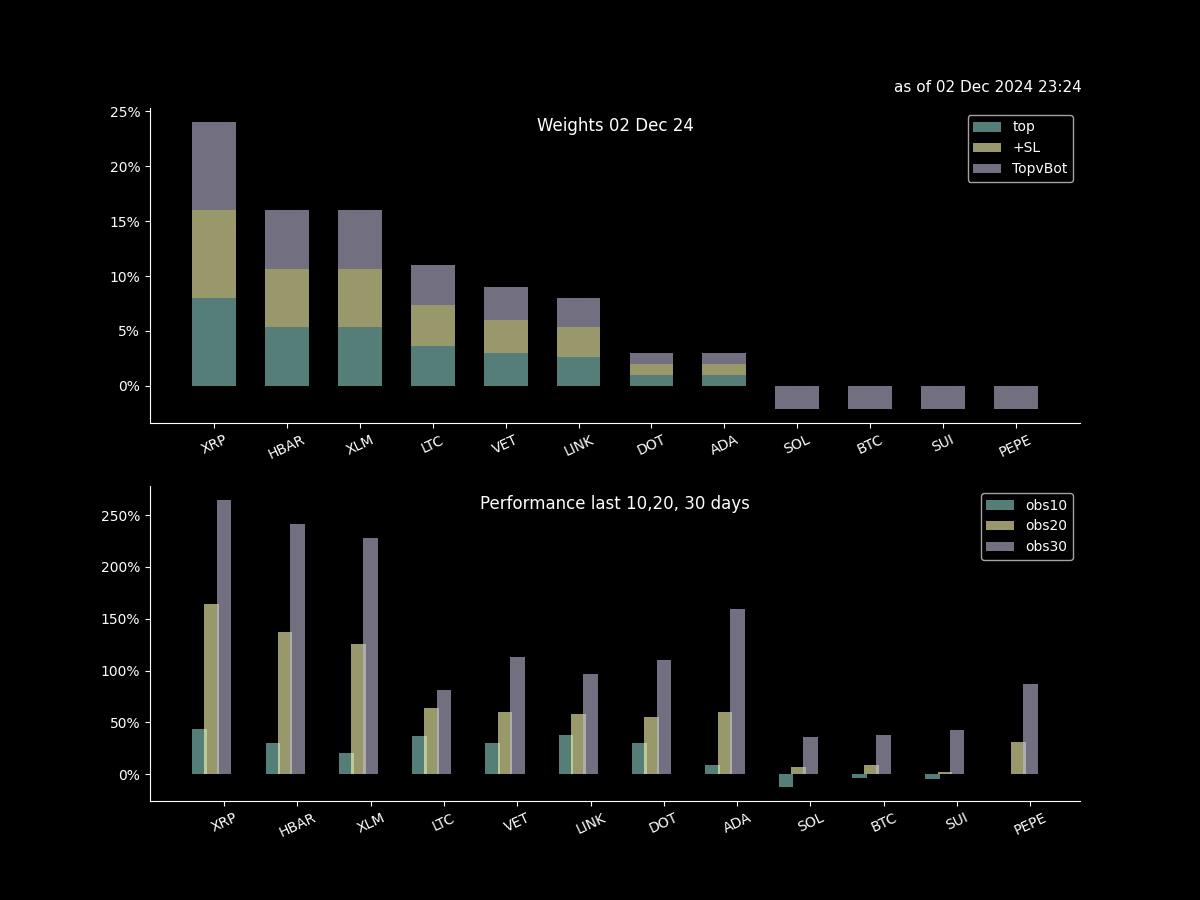 as of 02 Dec 2024 23:24
Weights 02 Dec 24
top
+SL
TopvBot
25%
20%
15%
10%
5%
0%
XRP HBAR XLM LTC VET LINK DOT ADA SOL BTC SUI PEPE
Performance last 10,20, 30 days
obs10
obs20
obs30
250%
200%
150%
100%
50%
0%
XRP HBAR XLM LTC VET LINK DOT ADA SOL BTC SUI PEPE